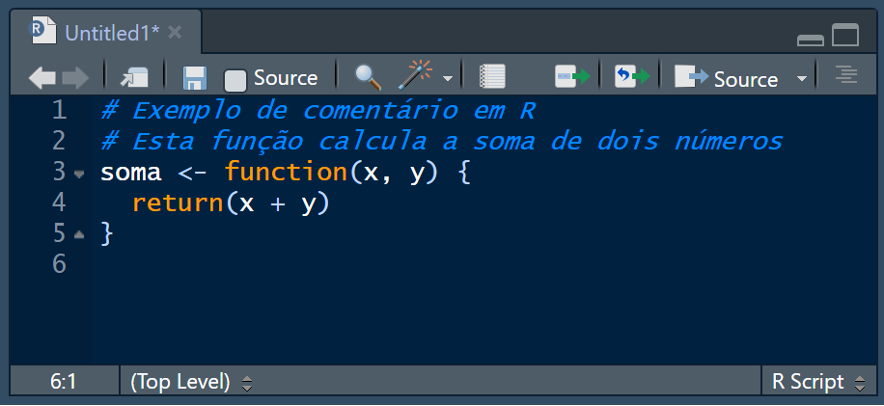 Untitled1*
Source
Source
1 # Exemplo de comentário em R
2 # Esta função calcula a soma de dois números
3 soma <- function(x, y) {
4   return(x + y)
5 }
6
6:1 (Top Level) R Script